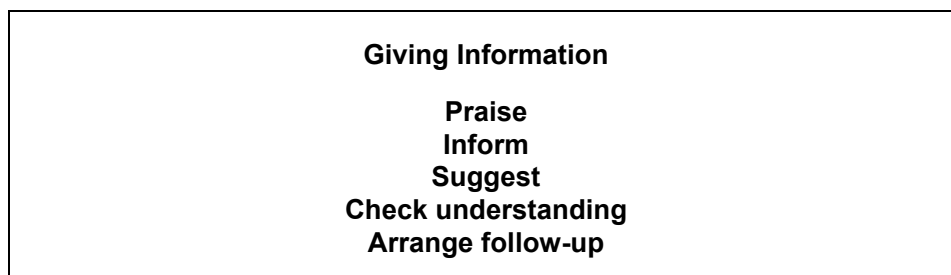 Giving Information
Praise
Inform
Suggest
Check understanding
Arrange follow-up